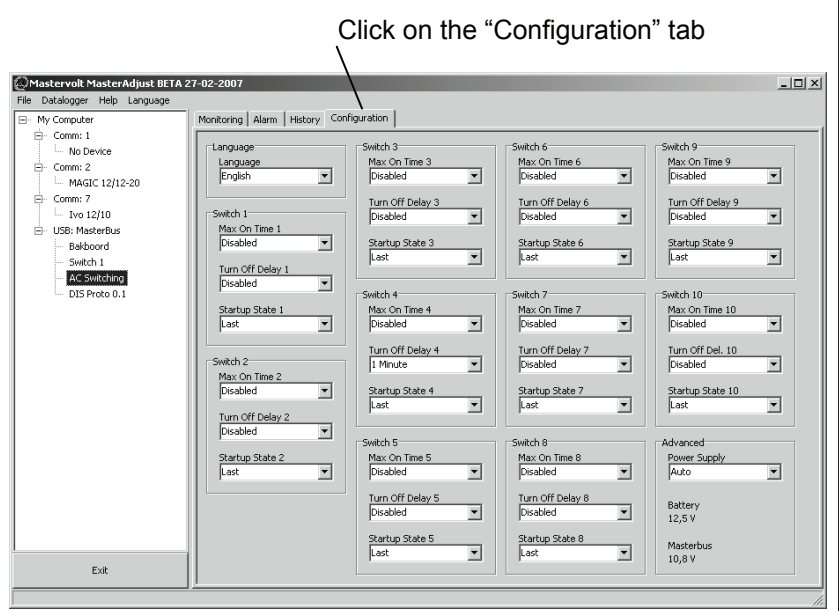 Click on the “Configuration” tab
Mastervolt MasterAdjust BETA 27-02-2007
File Datalogger Help Language
My Computer
Comm: 1
No Device
Comm: 2
MAGIC 12/12-20
Comm: 7
Ivo 12/10
USB: MasterBus
Bakboord
Switch 1
AC Switching
DIS Proto 0.1
Exit
Monitoring Alarm History Configuration
Language
Language
English
Switch 1
Max On Time 1
Disabled
Turn Off Delay 1
Disabled
Startup State 1
Last
Switch 2
Max On Time 2
Disabled
Turn Off Delay 2
Disabled
Startup State 2
Last
Switch 3
Max On Time 3
Disabled
Turn Off Delay 3
Disabled
Startup State 3
Last
Switch 4
Max On Time 4
Disabled
Turn Off Delay 4
1 Minute
Startup State 4
Last
Switch 5
Max On Time 5
Disabled
Turn Off Delay 5
Disabled
Startup State 5
Last
Switch 6
Max On Time 6
Disabled
Turn Off Delay 6
Disabled
Startup State 6
Last
Switch 7
Max On Time 7
Disabled
Turn Off Delay 7
Disabled
Startup State 7
Last
Switch 8
Max On Time 8
Disabled
Turn Off Delay 8
Disabled
Startup State 8
Last
Switch 9
Max On Time 9
Disabled
Turn Off Delay 9
Disabled
Startup State 9
Last
Switch 10
Max On Time 10
Disabled
Turn Off Del. 10
Disabled
Startup State 10
Last
Advanced
Power Supply
Auto
Battery
12,5 V
Masterbus
10,8 V